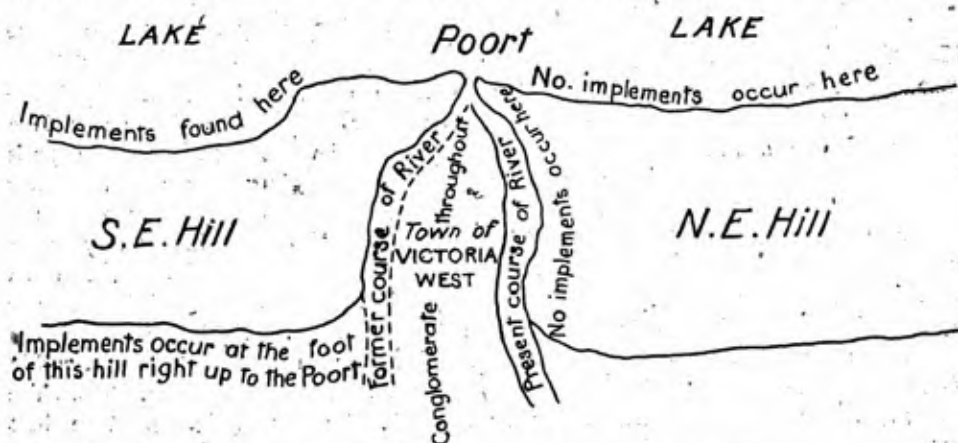 LAKE
Poort
LAKE
Implements found here
No. implements occur here
S.E. Hill
Former course of River
Conglomerate throughout
Town of
VICTORIA
WEST
Present course of River
No implements occur here
N.E. Hill
Implements occur at the foot
of this hill right up to the Poort